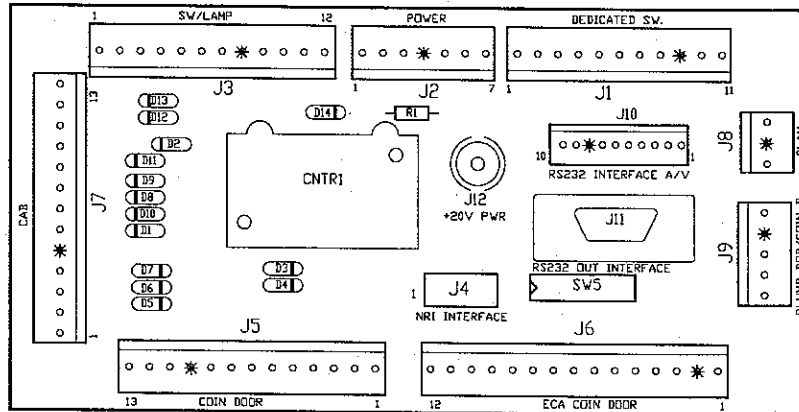 1 SW/LAMP 12
POWER
DEDICATED SW.
J3
1 J2 7
1 J1 11
13
J7
CAB
1
D13
D12
D2
D11
D9
D8
D10
D1
D7
D6
D5
D14
R1
CNTR1
D3
D4
J12
+20V PWR
J10
10 1
RS232 INTERFACE A/V
J11
RS232 OUT INTERFACE
J8
J9
1 J4
NRI INTERFACE
SW5
J5
13 COIN DOOR 1
J6
12 ECA COIN DOOR 1